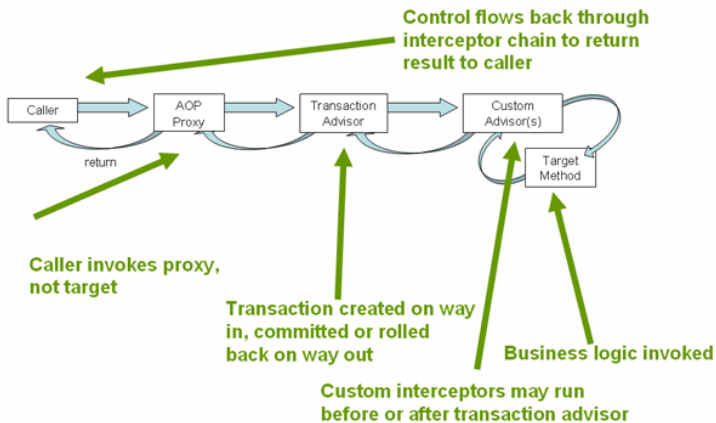 Control flows back through
interceptor chain to return
result to caller
Caller
AOP
Proxy
Transaction
Advisor
Custom
Advisor(s)
return
Target
Method
Caller invokes proxy,
not target
Transaction created on way
in, committed or rolled
back on way out
Business logic invoked
Custom interceptors may run
before or after transaction advisor